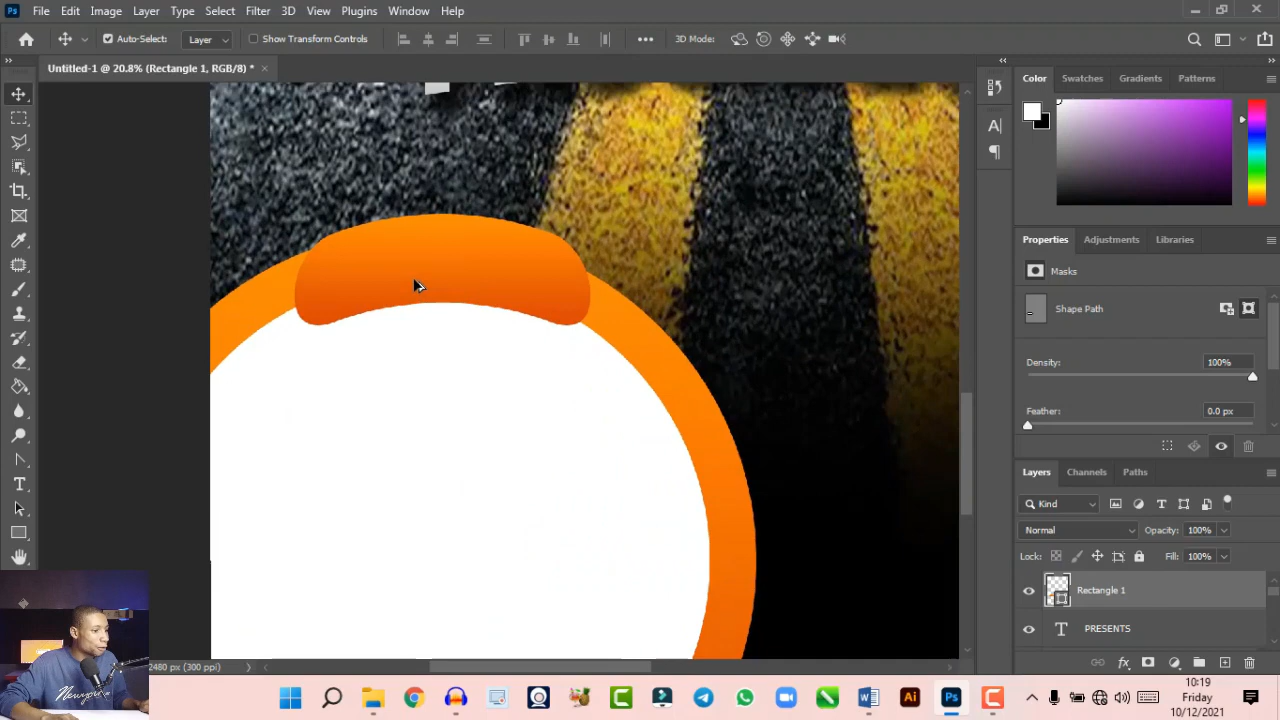 Ps File Edit Image Layer Type Select Filter 3D View Plugins Window Help
Auto-Select: Layer Show Transform Controls 3D Mode:
Untitled-1 @ 20.8% (Rectangle 1, RGB/8) *
Color Swatches Gradients Patterns
Properties Adjustments Libraries
Masks
Shape Path
Density: 100%
Feather: 0.0 px
Layers Channels Paths
Kind
Normal Opacity: 100%
Lock: Fill: 100%
Rectangle 1
PRESENTS
2480 px (300 ppi)
Ai Ps
10:19
Friday
10/12/2021